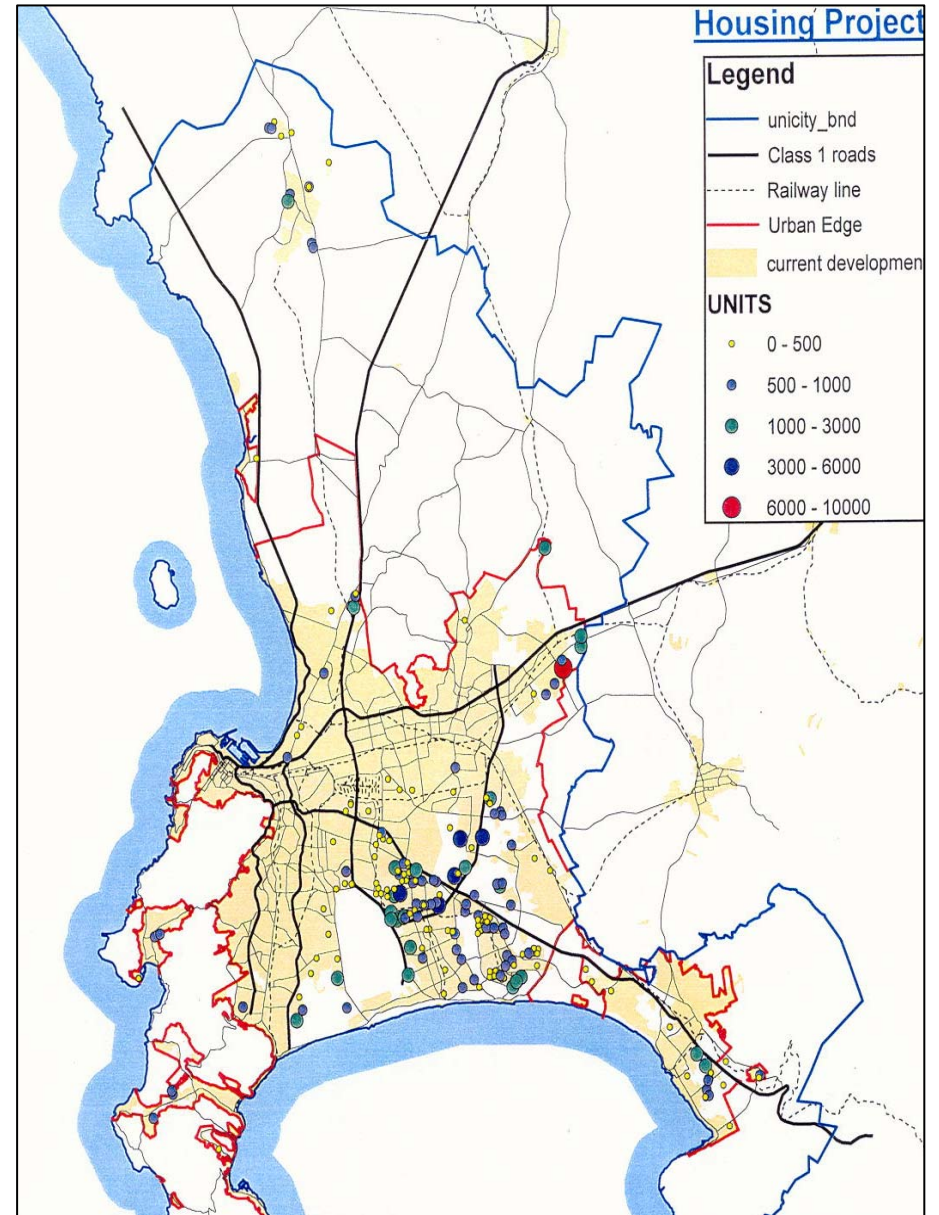 Housing Project
Legend
unicity_bnd
Class 1 roads
Railway line
Urban Edge
current developmen
UNITS
0 - 500
500 - 1000
1000 - 3000
3000 - 6000
6000 - 10000